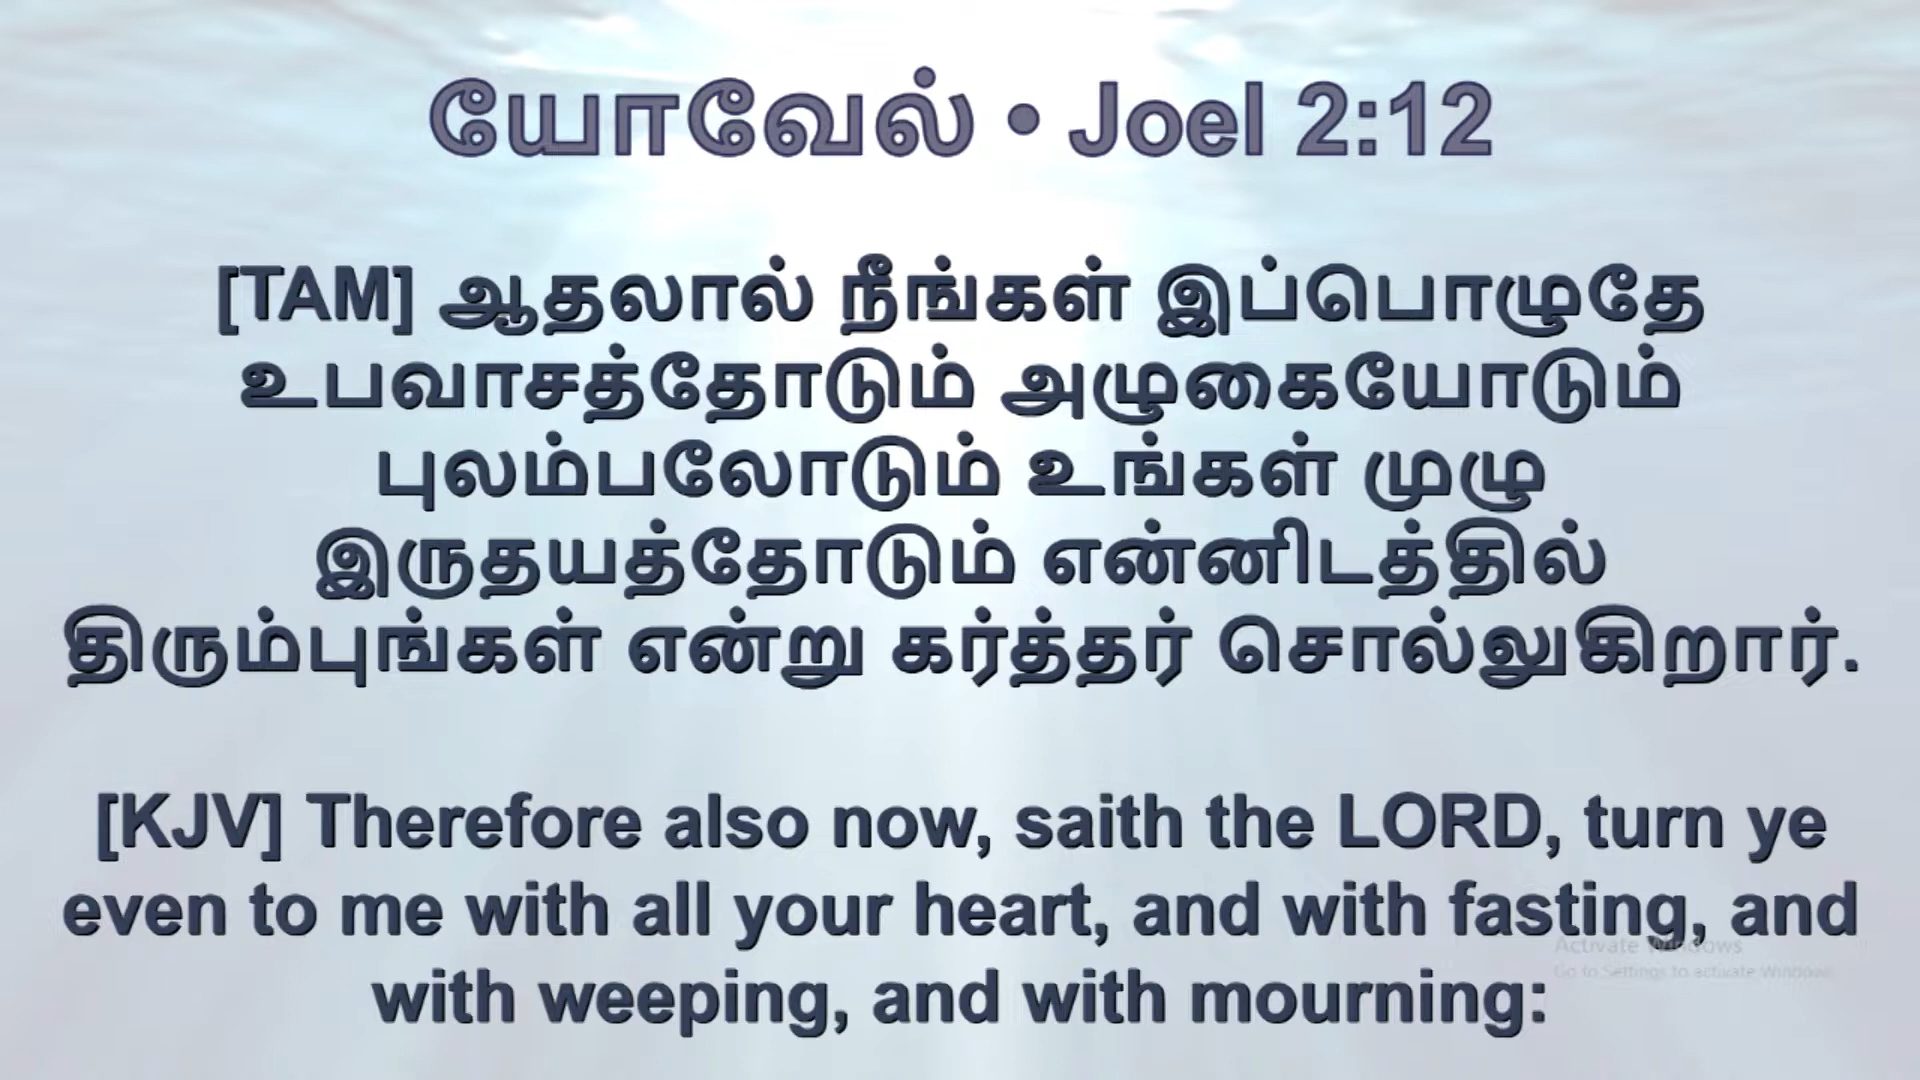 யோவேல் • Joel 2:12
[TAM] ஆதலால் நீங்கள் இப்பொழுதே
உபவாசத்தோடும் அழுகையோடும்
புலம்பலோடும் உங்கள் முழு
இருதயத்தோடும் என்னிடத்தில்
திரும்புங்கள் என்று கர்த்தர் சொல்லுகிறார்.
[KJV] Therefore also now, saith the LORD, turn ye
even to me with all your heart, and with fasting, and
with weeping, and with mourning:
Activate Windows
Go to Settings to activate Windows.